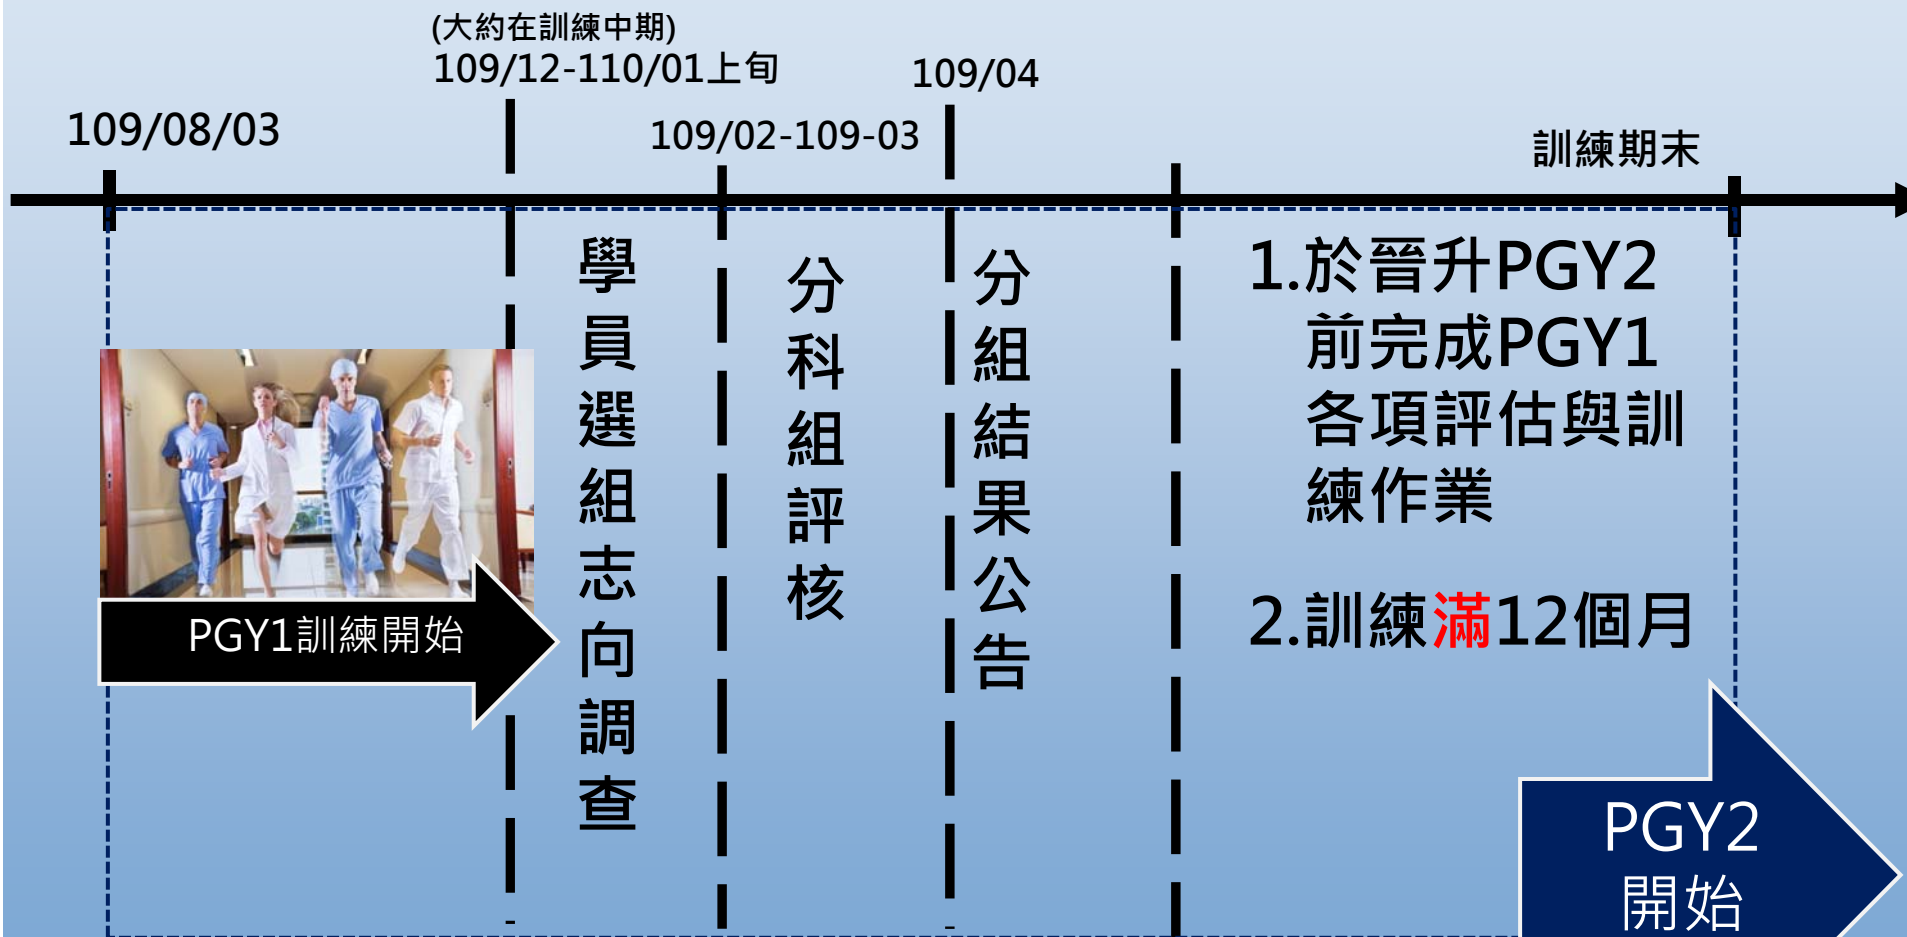 (大約在訓練中期)
109/12-110/01上旬
109/04
109/08/03
109/02-109-03
訓練期末
PGY1訓練開始
學員選組志向調查
分科組評核
分組結果公告
1.於晉升PGY2
前完成PGY1
各項評估與訓
練作業
2.訓練滿12個月
PGY2
開始